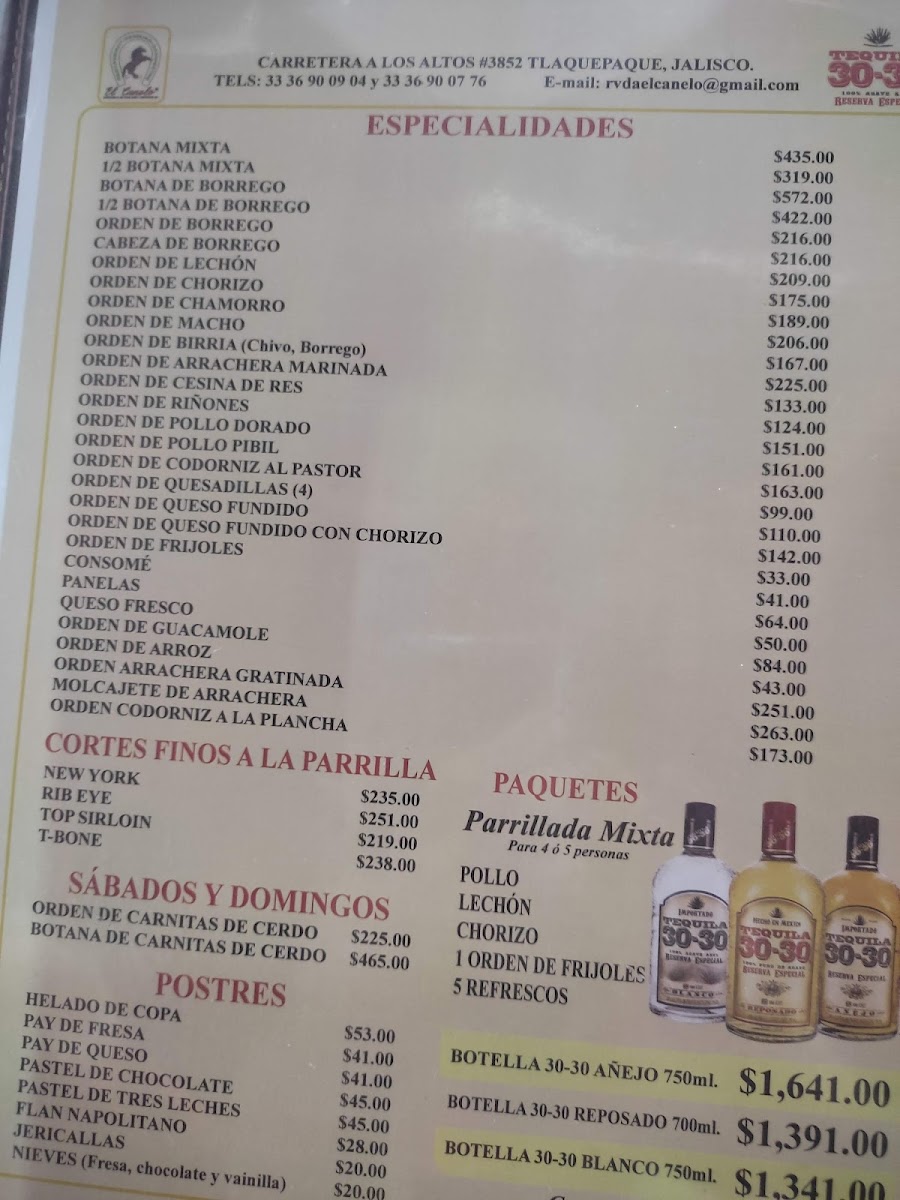 El Canelo
CARRETERA A LOS ALTOS #3852 TLAQUEPAQUE, JALISCO.
TELS: 33 36 90 09 04 y 33 36 90 07 76 E-mail: rvdaelcanelo@gmail.com
30-3
ESPECIALIDADES
BOTANA MIXTA $435.00
1/2 BOTANA MIXTA $319.00
BOTANA DE BORREGO $572.00
1/2 BOTANA DE BORREGO $422.00
ORDEN DE BORREGO $216.00
CABEZA DE BORREGO $216.00
ORDEN DE LECHÓN $209.00
ORDEN DE CHORIZO $175.00
ORDEN DE CHAMORRO $189.00
ORDEN DE MACHO $206.00
ORDEN DE BIRRIA (Chivo, Borrego) $167.00
ORDEN DE ARRACHERA MARINADA $225.00
ORDEN DE CESINA DE RES $133.00
ORDEN DE RIÑONES $124.00
ORDEN DE POLLO DORADO $151.00
ORDEN DE POLLO PIBIL $161.00
ORDEN DE CODORNIZ AL PASTOR $163.00
ORDEN DE QUESADILLAS (4) $99.00
ORDEN DE QUESO FUNDIDO $110.00
ORDEN DE QUESO FUNDIDO CON CHORIZO $142.00
ORDEN DE FRIJOLES $33.00
CONSOMÉ $41.00
PANELAS $64.00
QUESO FRESCO $50.00
ORDEN DE GUACAMOLE $84.00
ORDEN DE ARROZ $43.00
ORDEN ARRACHERA GRATINADA $251.00
MOLCAJETE DE ARRACHERA $263.00
ORDEN CODORNIZ A LA PLANCHA $173.00
CORTES FINOS A LA PARRILLA
NEW YORK $235.00
RIB EYE $251.00
TOP SIRLOIN $219.00
T-BONE $238.00
SÁBADOS Y DOMINGOS
ORDEN DE CARNITAS DE CERDO $225.00
BOTANA DE CARNITAS DE CERDO $465.00
POSTRES
HELADO DE COPA $53.00
PAY DE FRESA $41.00
PAY DE QUESO $41.00
PASTEL DE CHOCOLATE $45.00
PASTEL DE TRES LECHES $45.00
FLAN NAPOLITANO $28.00
JERICALLAS $20.00
NIEVES (Fresa, chocolate y vainilla) $20.00
PAQUETES
Parrillada Mixta
Para 4 ó 5 personas
POLLO
LECHÓN
CHORIZO
1 ORDEN DE FRIJOLES
5 REFRESCOS
IMPORTADO
TEQUILA
30-30
RESERVA ESPECIAL
BLANCO
HECHO EN MEXICO
TEQUILA
30-30
RESERVA ESPECIAL
REPOSADO
IMPORTADO
TEQUILA
30-30
RESERVA ESPECIAL
AÑEJO
BOTELLA 30-30 AÑEJO 750ml. $1,641.00
BOTELLA 30-30 REPOSADO 700ml. $1,391.00
BOTELLA 30-30 BLANCO 750ml. $1,341.00